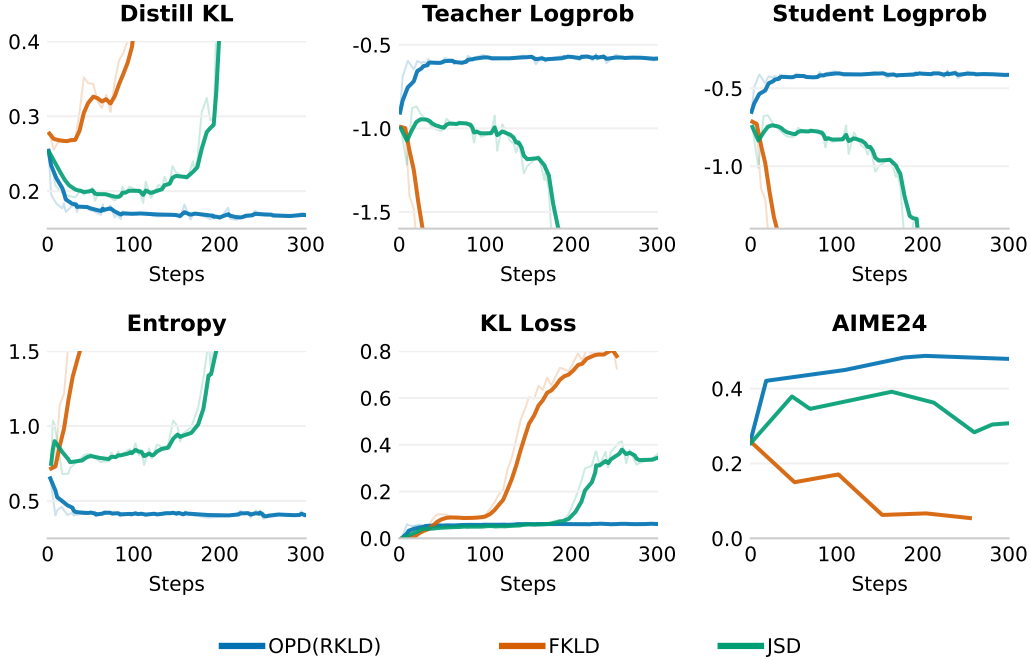 Distill KL
Teacher Logprob
Student Logprob
0.4
0.3
0.2
0 100 200 300
Steps
-0.5
-1.0
-1.5
0 100 200 300
Steps
-0.5
-1.0
0 100 200 300
Steps
Entropy
KL Loss
AIME24
1.5
1.0
0.5
0 100 200 300
Steps
0.8
0.6
0.4
0.2
0.0
0 100 200 300
Steps
0.4
0.2
0.0
0 100 200 300
Steps
OPD(RKLD) FKLD JSD